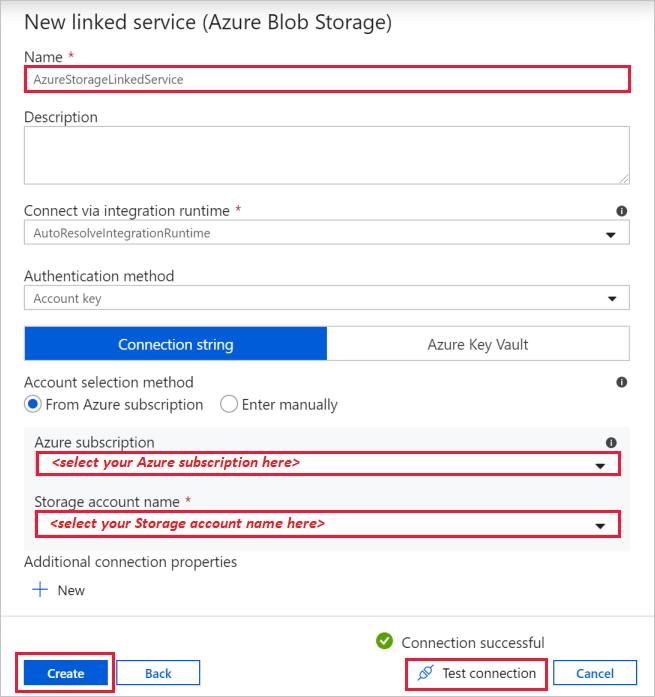 New linked service (Azure Blob Storage)
Name *
AzureStorageLinkedService
Description
Connect via integration runtime *
AutoResolveIntegrationRuntime
Authentication method
Account key
Connection string
Azure Key Vault
Account selection method
From Azure subscription
Enter manually
Azure subscription
<select your Azure subscription here>
Storage account name *
<select your Storage account name here>
Additional connection properties
New
Connection successful
Create
Back
Test connection
Cancel